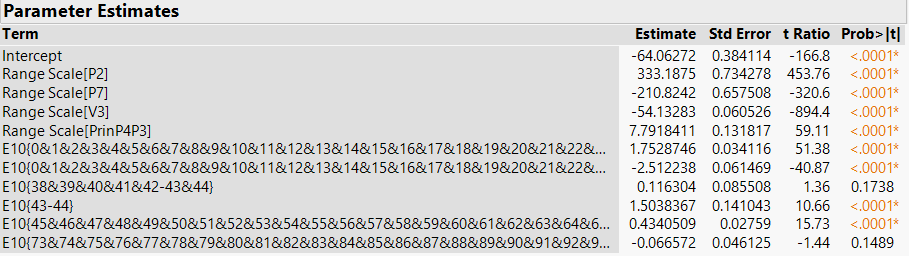 Parameter Estimates
Term Estimate Std Error t Ratio Prob>|t|
Intercept -64.06272 0.384114 -166.8 <.0001*
Range Scale[P2] 333.1875 0.734278 453.76 <.0001*
Range Scale[P7] -210.8242 0.657508 -320.6 <.0001*
Range Scale[V3] -54.13283 0.060526 -894.4 <.0001*
Range Scale[PrinP4P3] 7.7918411 0.131817 59.11 <.0001*
E10{0&1&2&3&4&5&6&7&8&9&10&11&12&13&14&15&16&17&18&19&20&21&22&... 1.7528746 0.034116 51.38 <.0001*
E10{0&1&2&3&4&5&6&7&8&9&10&11&12&13&14&15&16&17&18&19&20&21&22&... -2.512238 0.061469 -40.87 <.0001*
E10{38&39&40&41&42-43&44} 0.116304 0.085508 1.36 0.1738
E10{43-44} 1.5038367 0.141043 10.66 <.0001*
E10{45&46&47&48&49&50&51&52&53&54&55&56&57&58&59&60&61&62&63&64&6... 0.4340509 0.02759 15.73 <.0001*
E10{73&74&75&76&77&78&79&80&81&82&83&84&85&86&87&88&89&90&91&92&9... -0.066572 0.046125 -1.44 0.1489